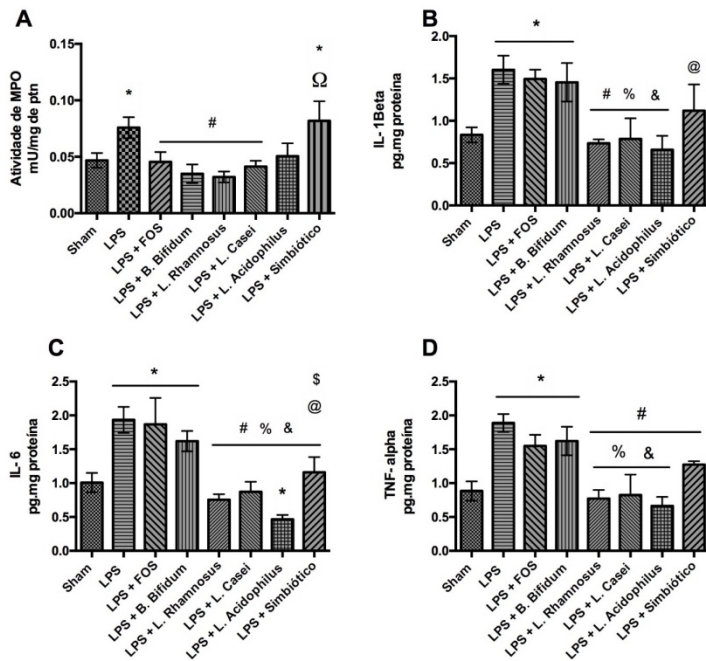 A
Atividade de MPO
mU/mg de ptn
0.15
0.10
0.05
0.00
*
#
*
Ω
Sham
LPS
LPS + FOS
LPS + B. Bifidum
LPS + L. Rhamnosus
LPS + L. Casei
LPS + L. Acidophilus
LPS + Simbiótico
B
IL-1Beta
pg.mg proteína
2.0
1.5
1.0
0.5
0.0
*
# % &
@
Sham
LPS
LPS + FOS
LPS + B. Bifidum
LPS + L. Rhamnosus
LPS + L. Casei
LPS + L. Acidophilus
LPS + Simbiótico
C
IL- 6
pg.mg proteína
2.5
2.0
1.5
1.0
0.5
0.0
*
# % &
*
$
@
Sham
LPS
LPS + FOS
LPS + B. Bifidum
LPS + L. Rhamnosus
LPS + L. Casei
LPS + L. Acidophilus
LPS + Simbiótico
D
TNF- alpha
pg.mg proteína
2.5
2.0
1.5
1.0
0.5
0.0
*
#
% &
Sham
LPS
LPS + FOS
LPS + B. Bifidum
LPS + L. Rhamnosus
LPS + L. Casei
LPS + L. Acidophilus
LPS + Simbiótico